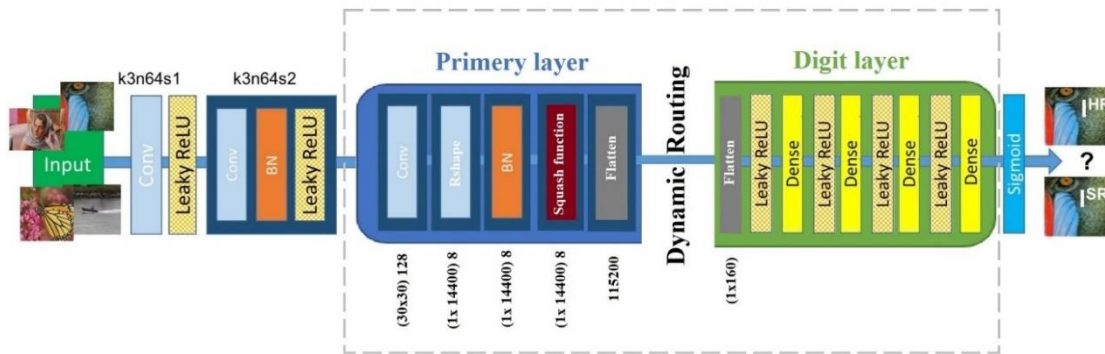 k3n64s1
k3n64s2
Input
Conv
Leaky ReLU
Conv
BN
Leaky ReLU
Primery layer
Conv
Rshape
BN
Squash function
Flatten
(30x30) 128
(1x 14400) 8
(1x 14400) 8
(1x 14400) 8
115200
Dynamic Routing
Digit layer
Flatten
Leaky ReLU
Dense
Leaky ReLU
Dense
Leaky ReLU
Dense
Leaky ReLU
Dense
(1x160)
Sigmoid
I^HR
?
I^SR